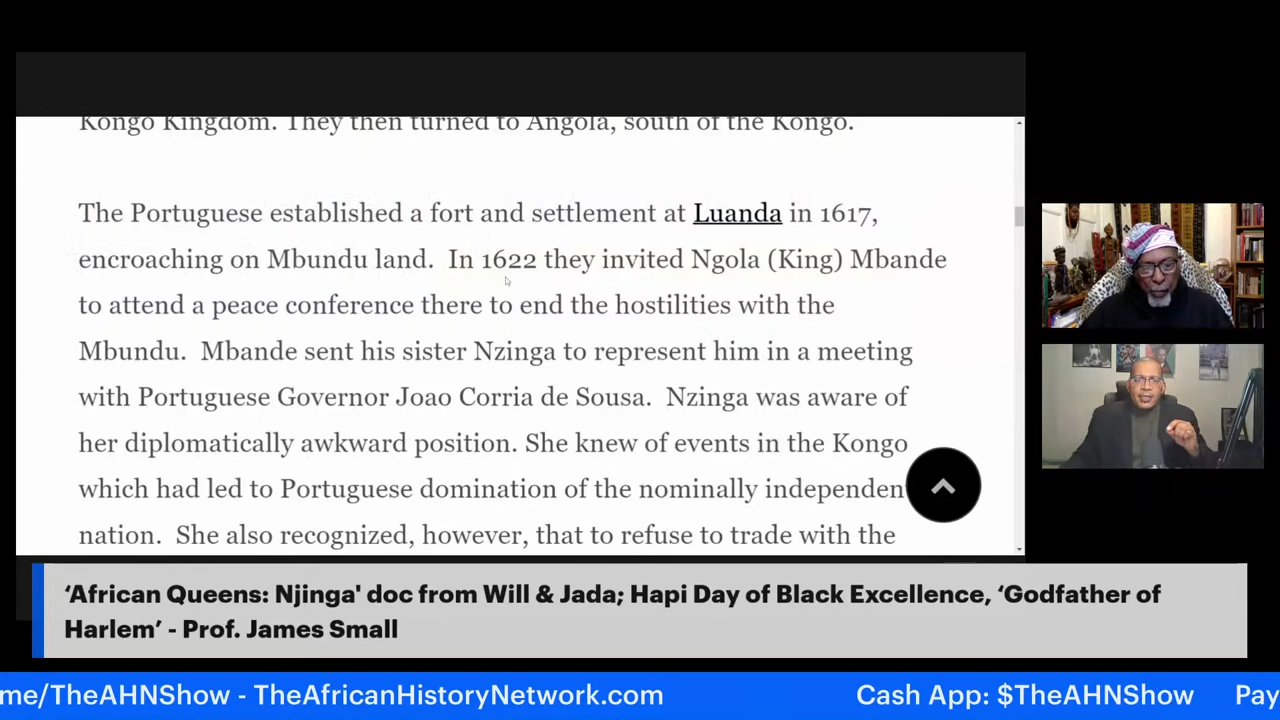 Kongo Kingdom. They then turned to Angola, south of the Kongo.
The Portuguese established a fort and settlement at Luanda in 1617,
encroaching on Mbundu land.  In 1622 they invited Ngola (King) Mbande
to attend a peace conference there to end the hostilities with the
Mbundu.  Mbande sent his sister Nzinga to represent him in a meeting
with Portuguese Governor Joao Corria de Sousa.  Nzinga was aware of
her diplomatically awkward position. She knew of events in the Kongo
which had led to Portuguese domination of the nominally independen
nation.  She also recognized, however, that to refuse to trade with the
‘African Queens: Njinga' doc from Will & Jada; Hapi Day of Black Excellence, ‘Godfather of
Harlem’ - Prof. James Small
me/TheAHNShow - TheAfricanHistoryNetwork.com Cash App: $TheAHNShow Pay